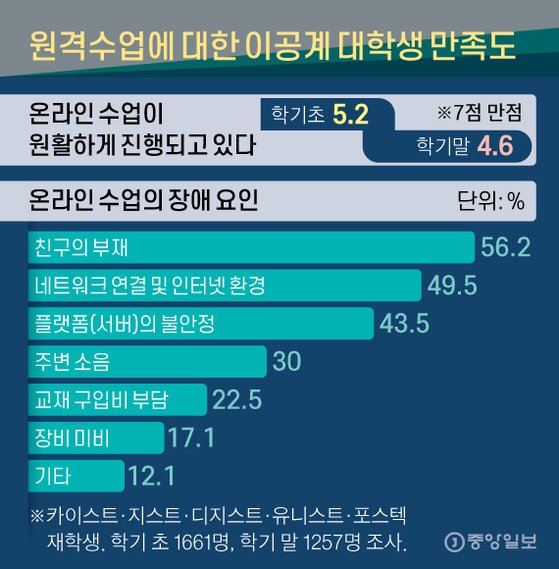 원격수업에 대한 이공계 대학생 만족도
온라인 수업이
원활하게 진행되고 있다
학기초 5.2
※7점 만점
학기말 4.6
온라인 수업의 장애 요인
단위: %
친구의 부재 56.2
네트워크 연결 및 인터넷 환경 49.5
플랫폼(서버)의 불안정 43.5
주변 소음 30
교재 구입비 부담 22.5
장비 미비 17.1
기타 12.1
※카이스트·지스트·디지스트·유니스트·포스텍
재학생. 학기 초 1661명, 학기 말 1257명 조사.
J 중앙일보